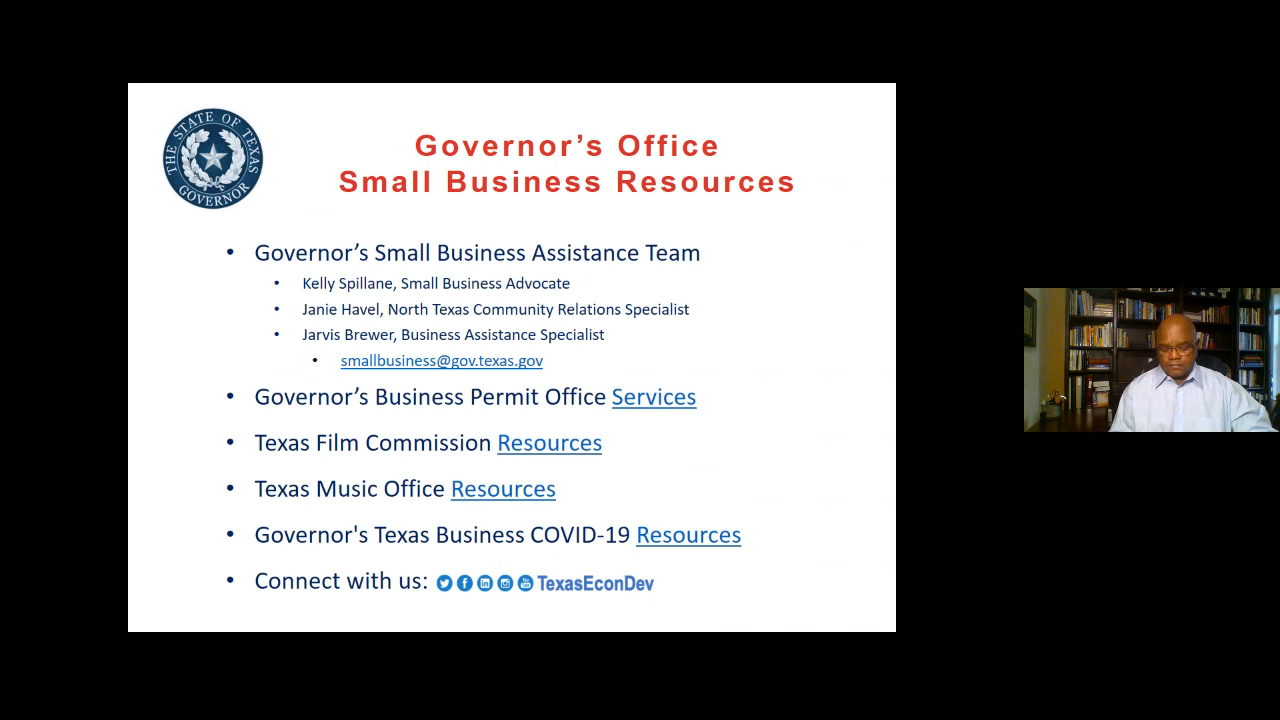 THE STATE OF TEXAS
GOVERNOR
Governor’s Office
Small Business Resources
• Governor’s Small Business Assistance Team
• Kelly Spillane, Small Business Advocate
• Janie Havel, North Texas Community Relations Specialist
• Jarvis Brewer, Business Assistance Specialist
• smallbusiness@gov.texas.gov
• Governor’s Business Permit Office Services
• Texas Film Commission Resources
• Texas Music Office Resources
• Governor's Texas Business COVID-19 Resources
• Connect with us: TexasEconDev